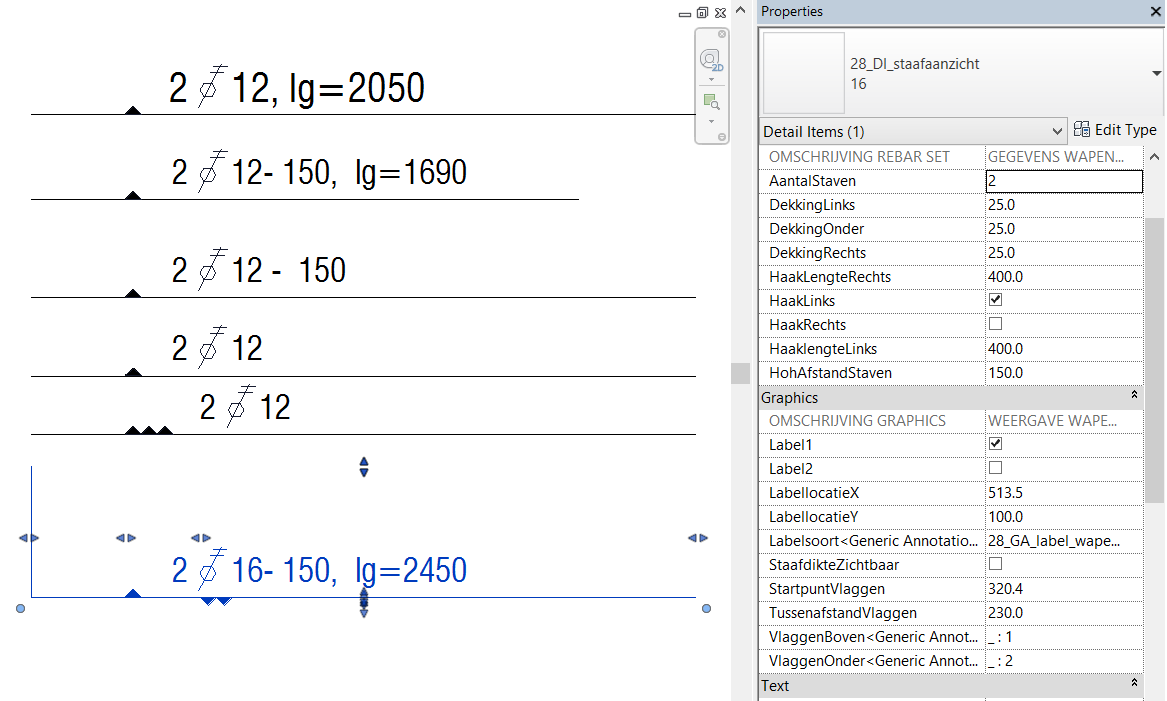 2 12, lg=2050
2 12- 150, lg=1690
2 12 - 150
2 12
2 12
2 16- 150, lg=2450
2D
Properties
28_DI_staafaanzicht
16
Detail Items (1)
Edit Type
OMSCHRIJVING REBAR SET GEGEVENS WAPEN...
AantalStaven 2
DekkingLinks 25.0
DekkingOnder 25.0
DekkingRechts 25.0
HaakLengteRechts 400.0
HaakLinks
HaakRechts
HaaklengteLinks 400.0
HohAfstandStaven 150.0
Graphics
OMSCHRIJVING GRAPHICS WEERGAVE WAPE...
Label1
Label2
LabellocatieX 513.5
LabellocatieY 100.0
Labelsoort<Generic Annotatio... 28_GA_label_wape...
StaafdikteZichtbaar
StartpuntVlaggen 320.4
TussenafstandVlaggen 230.0
VlaggenBoven<Generic Annot... _ : 1
VlaggenOnder<Generic Annot... _ : 2
Text